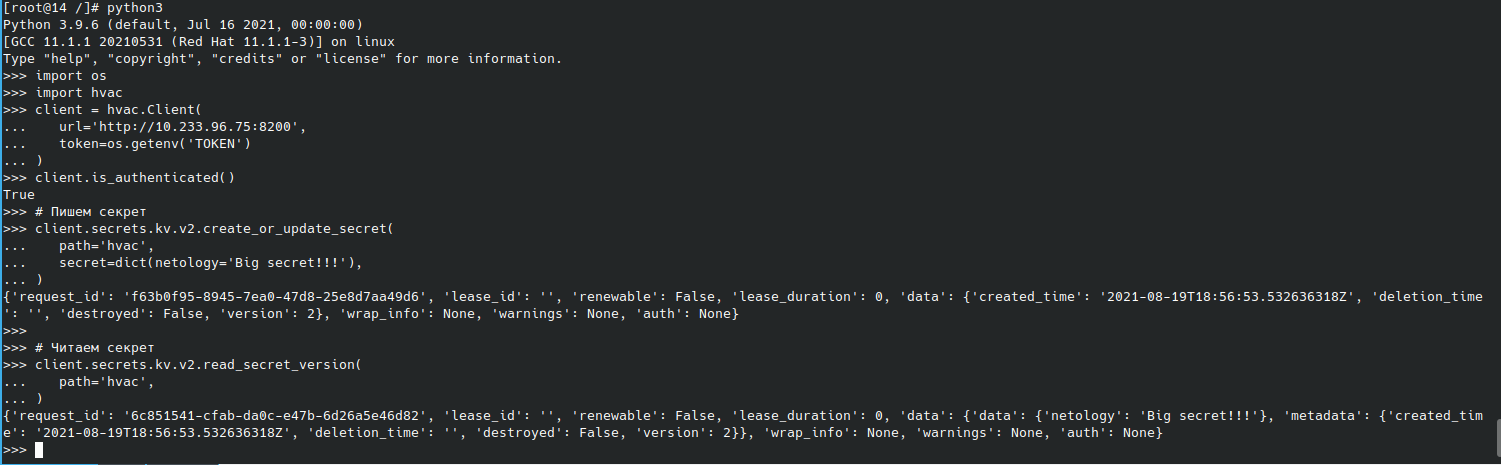 [root@14 /]# python3
Python 3.9.6 (default, Jul 16 2021, 00:00:00)
[GCC 11.1.1 20210531 (Red Hat 11.1.1-3)] on linux
Type "help", "copyright", "credits" or "license" for more information.
>>> import os
>>> import hvac
>>> client = hvac.Client(
...    url='http://10.233.96.75:8200',
...    token=os.getenv('TOKEN')
... )
>>> client.is_authenticated()
True
>>> # Пишем секрет
>>> client.secrets.kv.v2.create_or_update_secret(
...    path='hvac',
...    secret=dict(netology='Big secret!!!'),
... )
{'request_id': 'f63b0f95-8945-7ea0-47d8-25e8d7aa49d6', 'lease_id': '', 'renewable': False, 'lease_duration': 0, 'data': {'created_time': '2021-08-19T18:56:53.532636318Z', 'deletion_time
': '', 'destroyed': False, 'version': 2}, 'wrap_info': None, 'warnings': None, 'auth': None}
>>>
>>> # Читаем секрет
>>> client.secrets.kv.v2.read_secret_version(
...    path='hvac',
... )
{'request_id': '6c851541-cfab-da0c-e47b-6d26a5e46d82', 'lease_id': '', 'renewable': False, 'lease_duration': 0, 'data': {'data': {'netology': 'Big secret!!!'}, 'metadata': {'created_tim
e': '2021-08-19T18:56:53.532636318Z', 'deletion_time': '', 'destroyed': False, 'version': 2}}, 'wrap_info': None, 'warnings': None, 'auth': None}
>>>